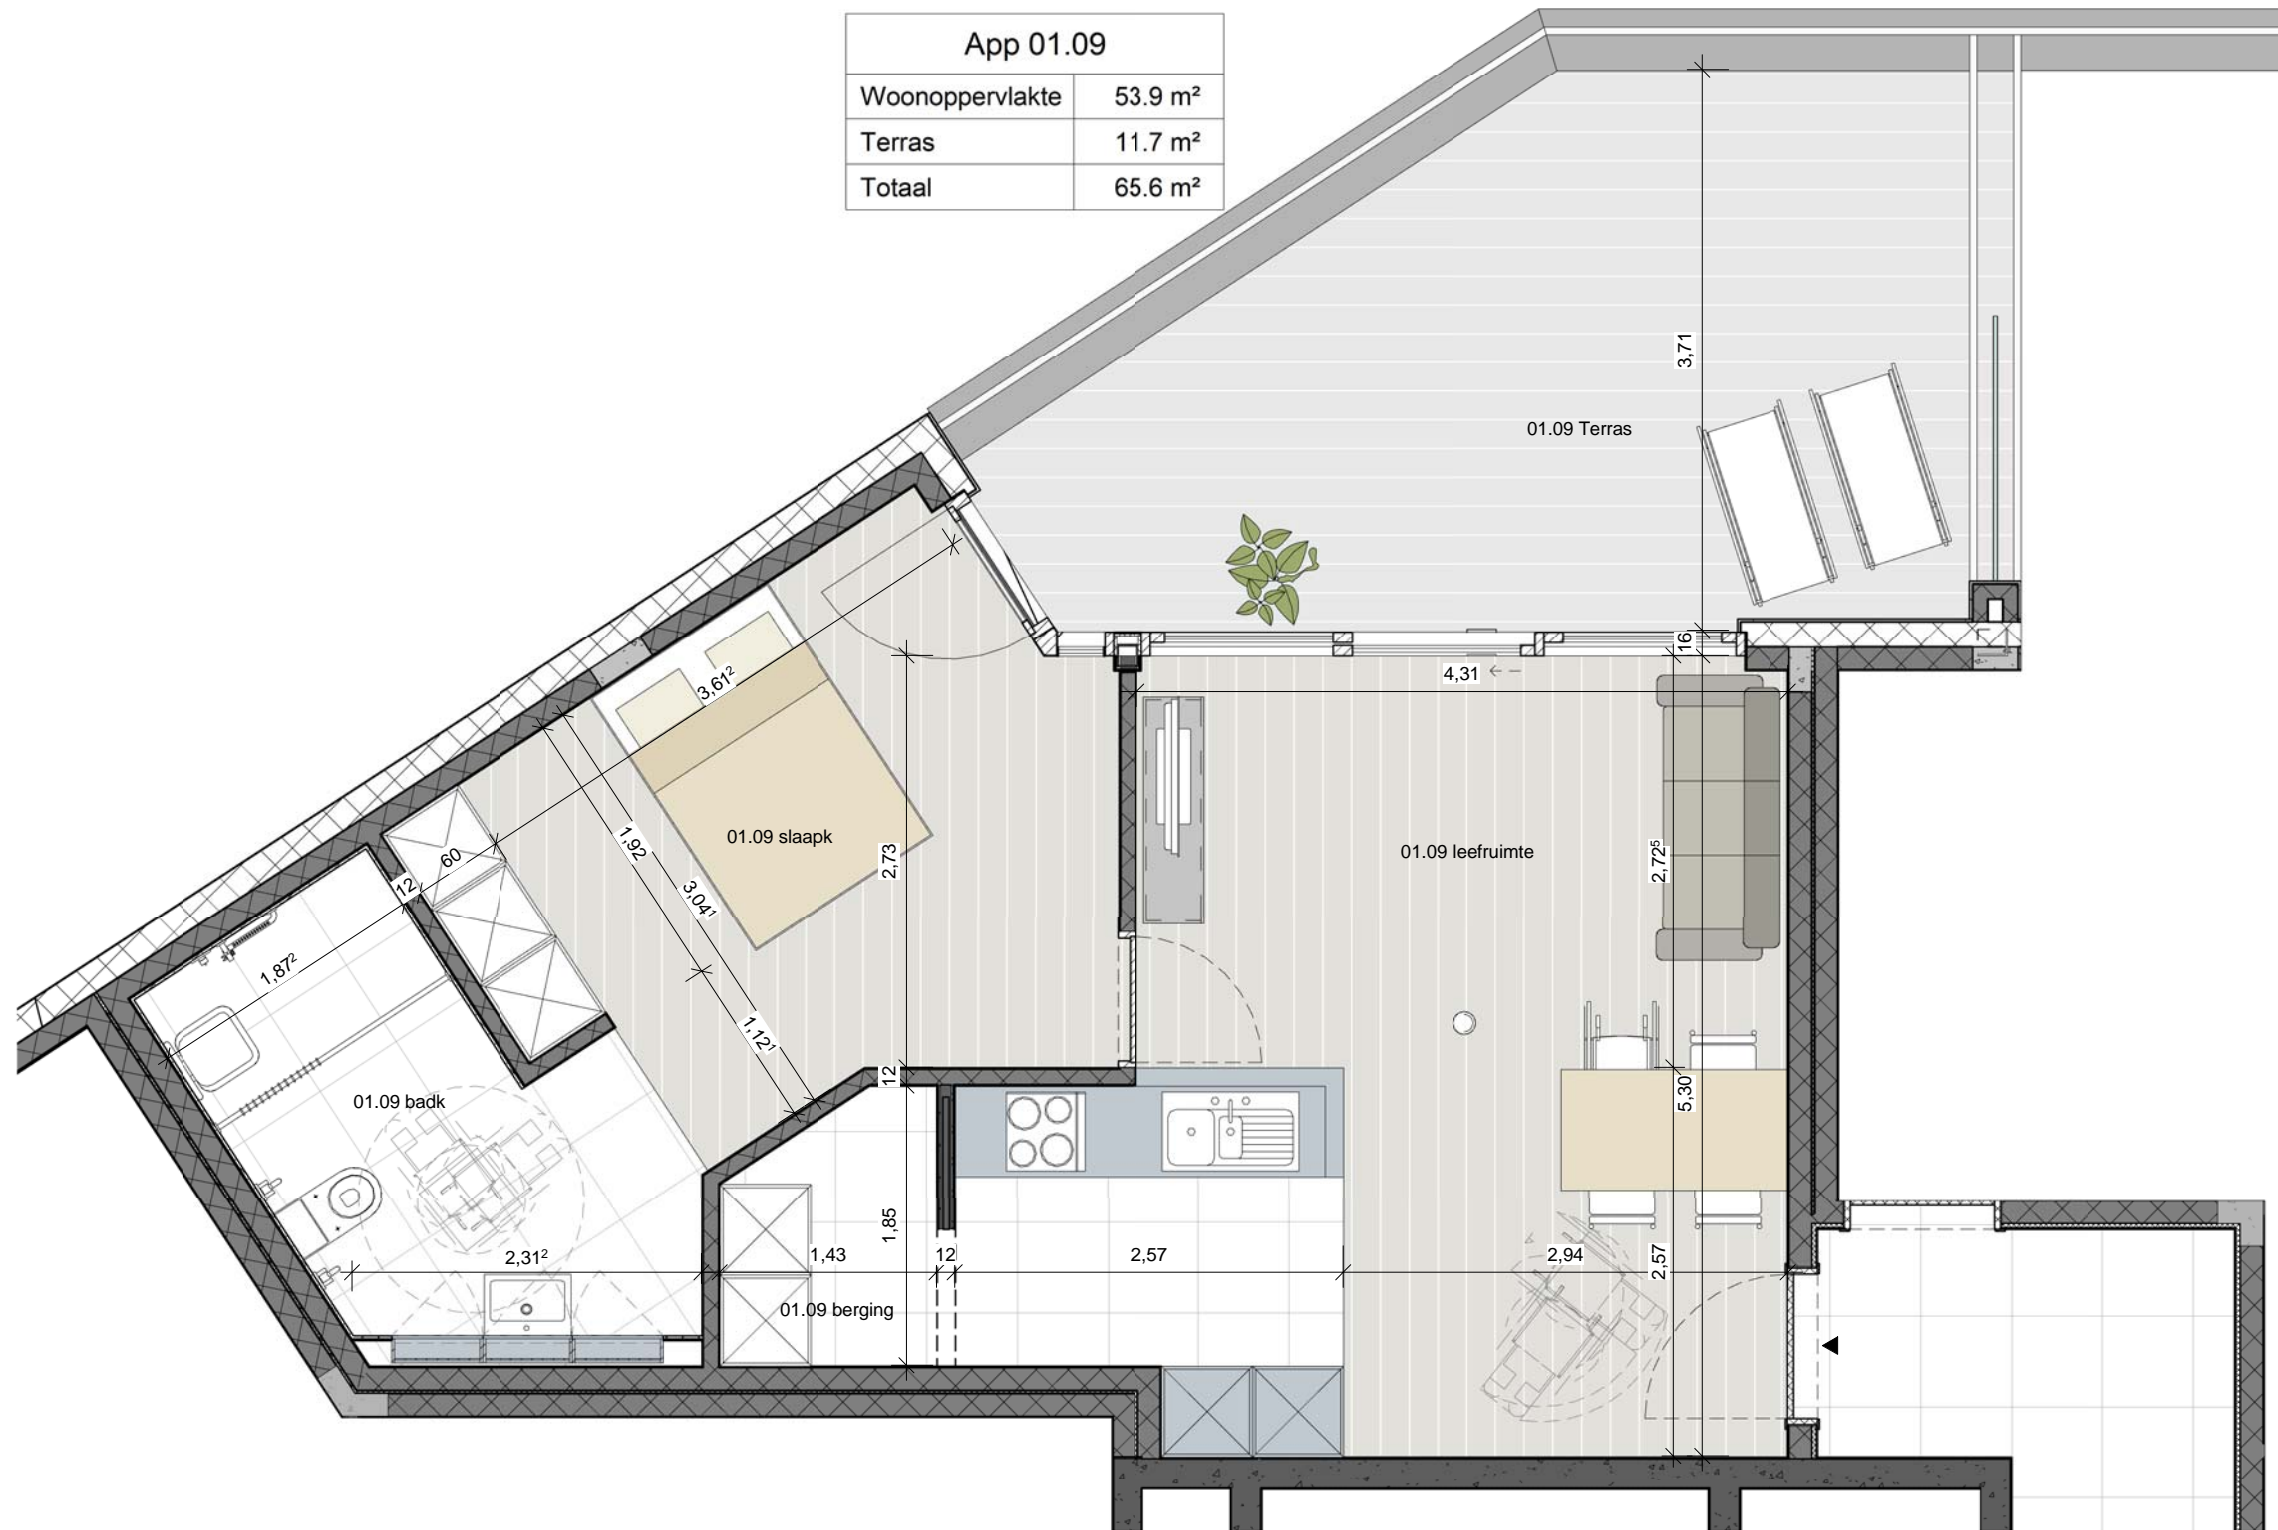 App 01.09
Woonoppervlakte 53.9 m²
Terras 11.7 m²
Totaal 65.6 m²
3,71
01.09 Terras
16
4,31
3,61²
01.09 slaapk
1,92
2,73
01.09 leefruimte
2,72⁵
60
12
3,04¹
1,87²
1,12¹
12
01.09 badk
5,30
1,85
2,31²
1,43
12
2,57
2,94
2,57
01.09 berging